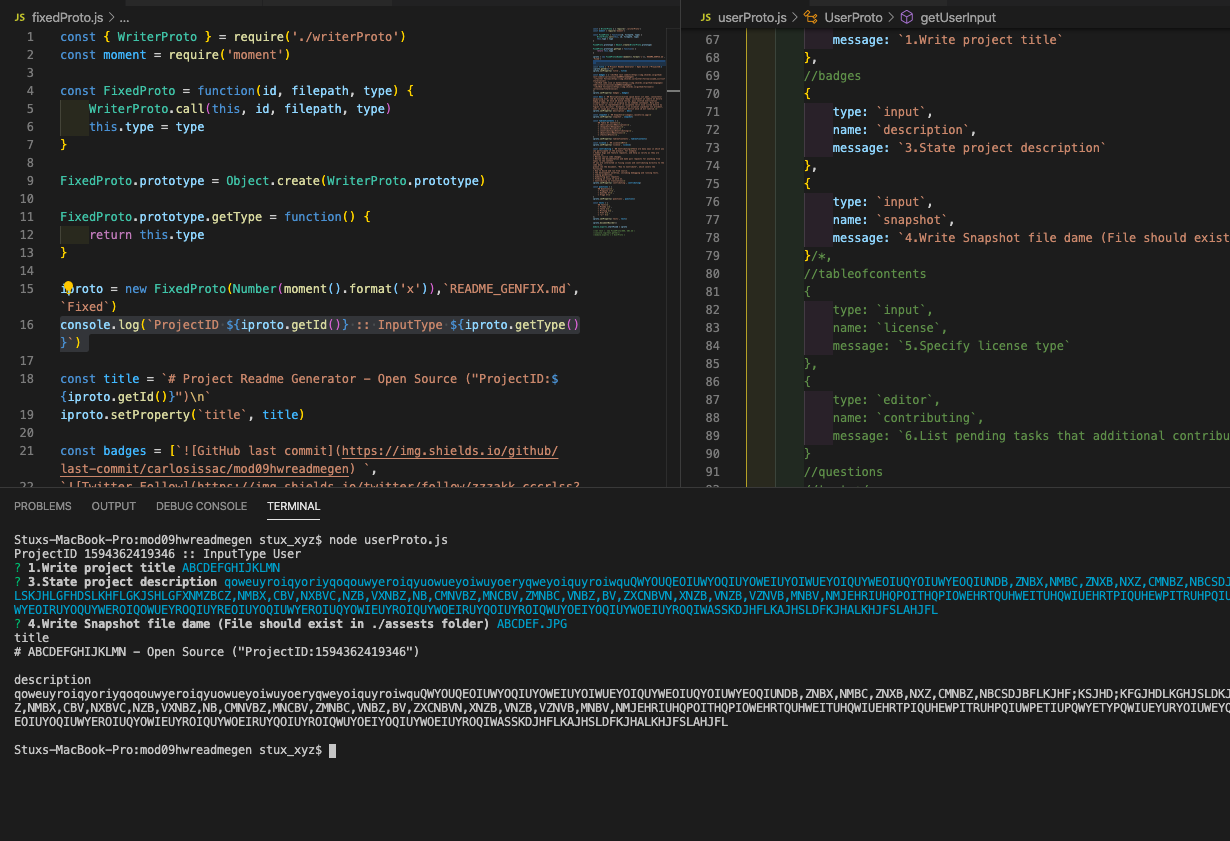 JS fixedProto.js > ...
1 const { WriterProto } = require('./writerProto')
2 const moment = require('moment')
3
4 const FixedProto = function(id, filepath, type) {
5 WriterProto.call(this, id, filepath, type)
6 this.type = type
7 }
8
9 FixedProto.prototype = Object.create(WriterProto.prototype)
10
11 FixedProto.prototype.getType = function() {
12 return this.type
13 }
14
15 iproto = new FixedProto(Number(moment().format('x')),`README_GENFIX.md`,
`Fixed`)
16 console.log(`ProjectID ${iproto.getId()} :: InputType ${iproto.getType()
}`)
17
18 const title = `# Project Readme Generator - Open Source ("ProjectID:$
{iproto.getId()}")\n`
19 iproto.setProperty(`title`, title)
20
21 const badges = [`![GitHub last commit](https://img.shields.io/github/
last-commit/carlosissac/mod09hwreadmegen) `,
22 `![Twitter Follow](https://img.shields.io/twitter/follow/zzzakk_cccrlss?
JS userProto.js > UserProto > getUserInput
67 message: `1.Write project title`
68 },
69 //badges
70 {
71 type: `input`,
72 name: `description`,
73 message: `3.State project description`
74 },
75 {
76 type: `input`,
77 name: `snapshot`,
78 message: `4.Write Snapshot file dame (File should exist
79 }/*,
80 //tableofcontents
81 {
82 type: `input`,
83 name: `license`,
84 message: `5.Specify license type`
85 },
86 {
87 type: `editor`,
88 name: `contributing`,
89 message: `6.List pending tasks that additional contribu
90 }
91 //questions
PROBLEMS OUTPUT DEBUG CONSOLE TERMINAL
Stuxs-MacBook-Pro:mod09hwreadmegen stux_xyz$ node userProto.js
ProjectID 1594362419346 :: InputType User
? 1.Write project title ABCDEFGHIJKLMN
? 3.State project description qoweuyroiqyoriyqoqouwyeroiqyuowueyoiwuyoeryqweyoiquyroiwquQWYOUQEOIUWYOQIUYOWEIUYOIWUEYOIQUYWEOIUQYOIUWYEOQIUNDB,ZNBX,NMBC,ZNXB,NXZ,CMNBZ,NBCSDJ
LSKJHLGFHDSLKHFLGKJSHLGFXNMZBCZ,NMBX,CBV,NXBVC,NZB,VXNBZ,NB,CMNVBZ,MNCBV,ZMNBC,VNBZ,BV,ZXCNBVN,XNZB,VNZB,VZNVB,MNBV,NMJEHRIUHQPOITHQPIOWEHRTQUHWEITUHQWIUEHRTPIQUHEWPITRUHPQIU
WYEOIRUYOQUYWEROIQOWUEYROQIUYREOIUYOQIUWYEROIUQYOWIEUYROIQUYWOEIRUYQOIUYROIQWUYOEIYOQIUYWOEIUYROQIWASSKDJHFLKAJHSLDFKJHALKHJFSLAHJFL
? 4.Write Snapshot file dame (File should exist in ./assests folder) ABCDEF.JPG
title
# ABCDEFGHIJKLMN - Open Source ("ProjectID:1594362419346")
description
qoweuyroiqyoriyqoqouwyeroiqyuowueyoiwuyoeryqweyoiquyroiwquQWYOUQEOIUWYOQIUYOWEIUYOIWUEYOIQUYWEOIUQYOIUWYEOQIUNDB,ZNBX,NMBC,ZNXB,NXZ,CMNBZ,NBCSDJBFLKJHF;KSJHD;KFGJHDLKGHJSLDKJ
Z,NMBX,CBV,NXBVC,NZB,VXNBZ,NB,CMNVBZ,MNCBV,ZMNBC,VNBZ,BV,ZXCNBVN,XNZB,VNZB,VZNVB,MNBV,NMJEHRIUHQPOITHQPIOWEHRTQUHWEITUHQWIUEHRTPIQUHEWPITRUHPQIUWPETIUPQWYETYPQWIUEYURYOIUWEYQ
EOIUYOQIUWYEROIUQYOWIEUYROIQUYWOEIRUYQOIUYROIQWUYOEIYOQIUYWOEIUYROQIWASSKDJHFLKAJHSLDFKJHALKHJFSLAHJFL
Stuxs-MacBook-Pro:mod09hwreadmegen stux_xyz$